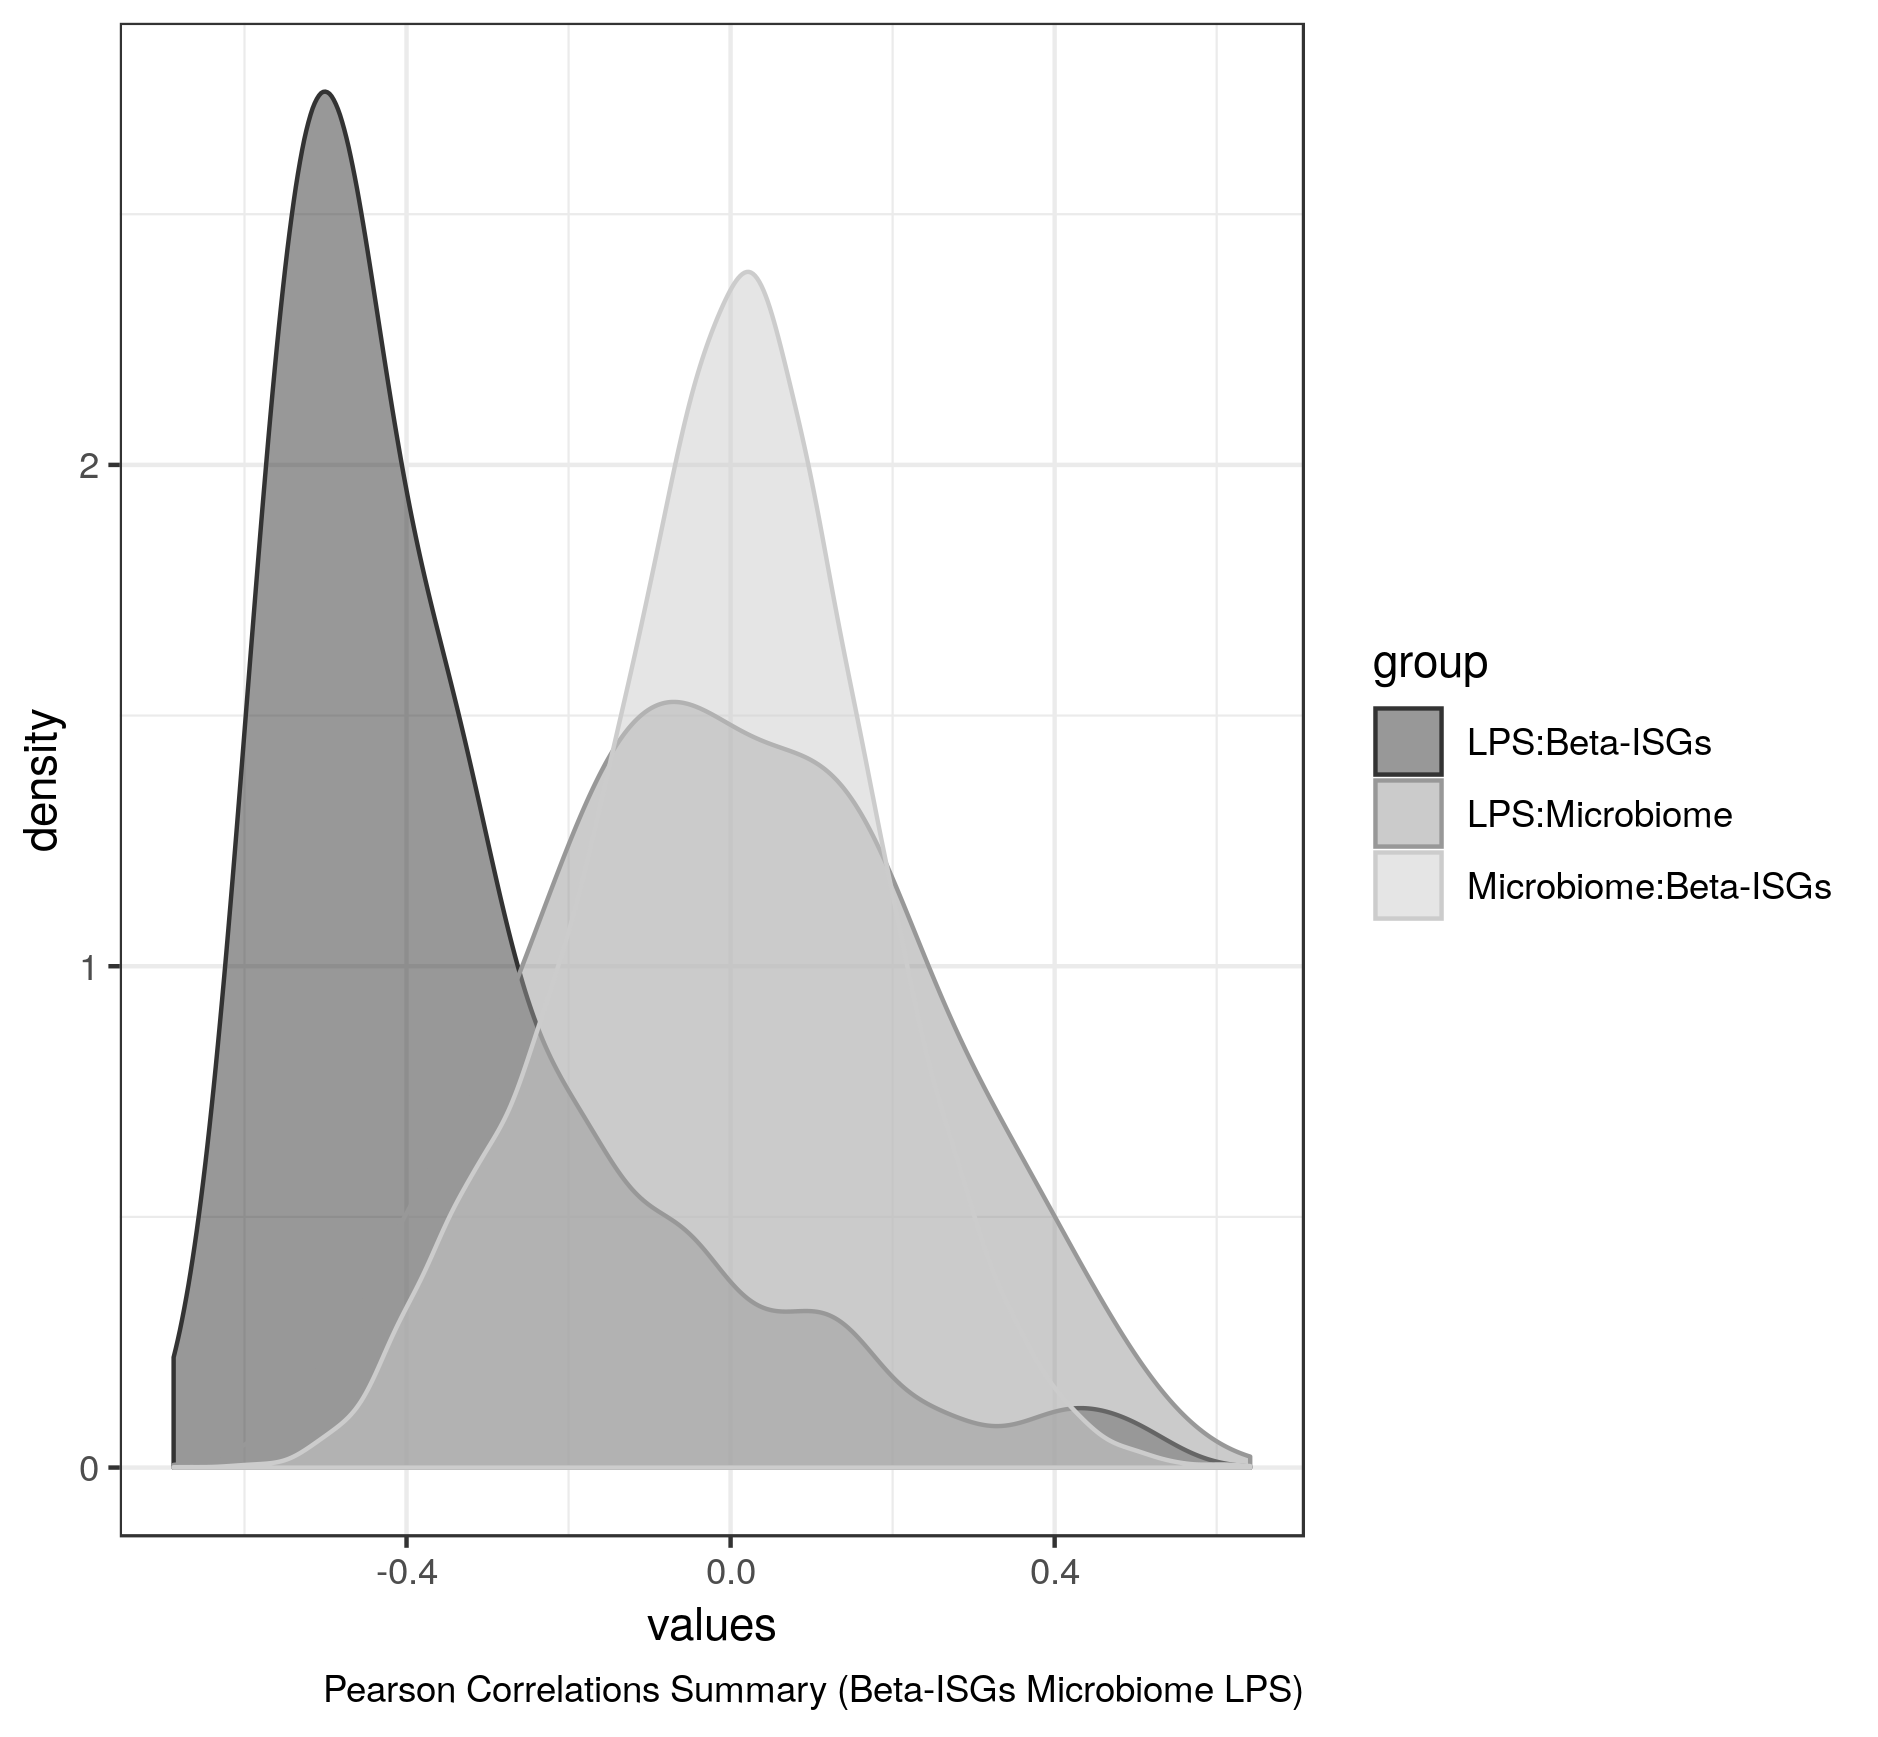 density
2
1
0
-0.4 0.0 0.4
values
Pearson Correlations Summary (Beta-ISGs Microbiome LPS)
group
LPS:Beta-ISGs
LPS:Microbiome
Microbiome:Beta-ISGs